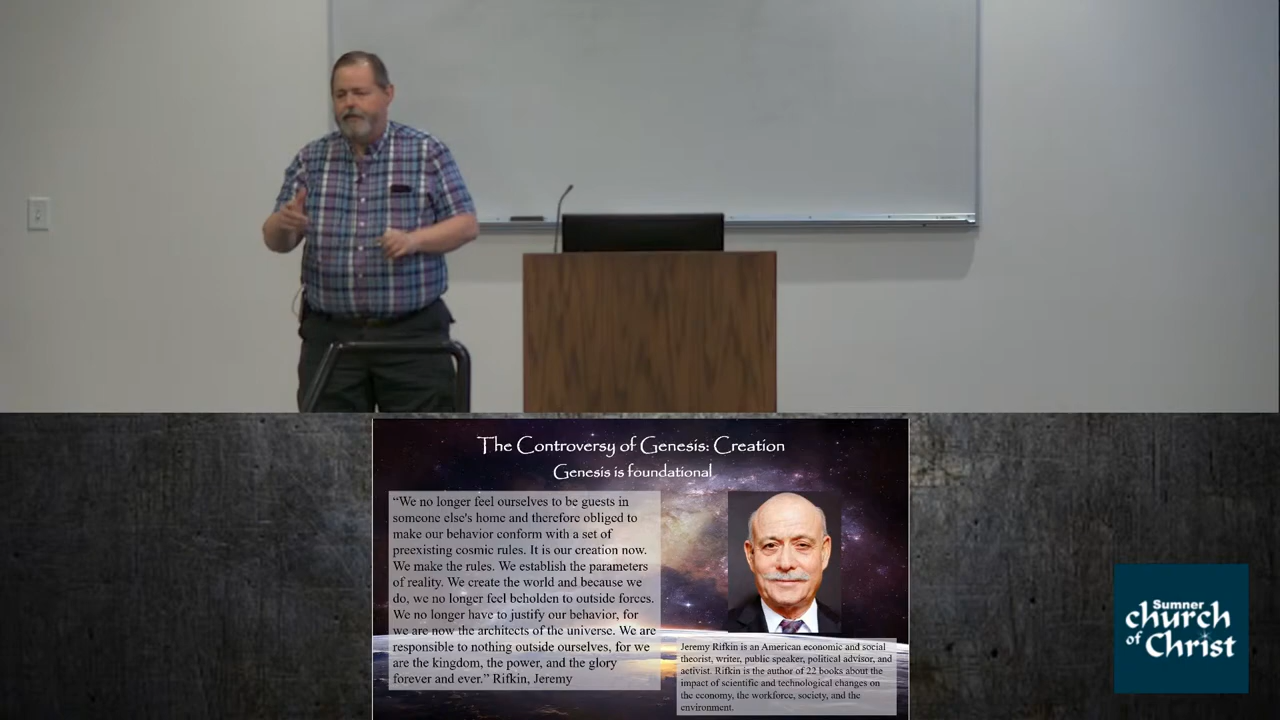 The Controversy of Genesis: Creation
Genesis is foundational
“We no longer feel ourselves to be guests in
someone else's home and therefore obliged to
make our behavior conform with a set of
preexisting cosmic rules. It is our creation now.
We make the rules. We establish the parameters
of reality. We create the world and because we
do, we no longer feel beholden to outside forces.
We no longer have to justify our behavior, for
we are now the architects of the universe. We are
responsible to nothing outside ourselves, for we
are the kingdom, the power, and the glory
forever and ever.” Rifkin, Jeremy
Jeremy Rifkin is an American economic and social
theorist, writer, public speaker, political advisor, and
activist. Rifkin is the author of 22 books about the
impact of scientific and technological changes on
the economy, the workforce, society, and the
environment.
Sumner
church
of Christ